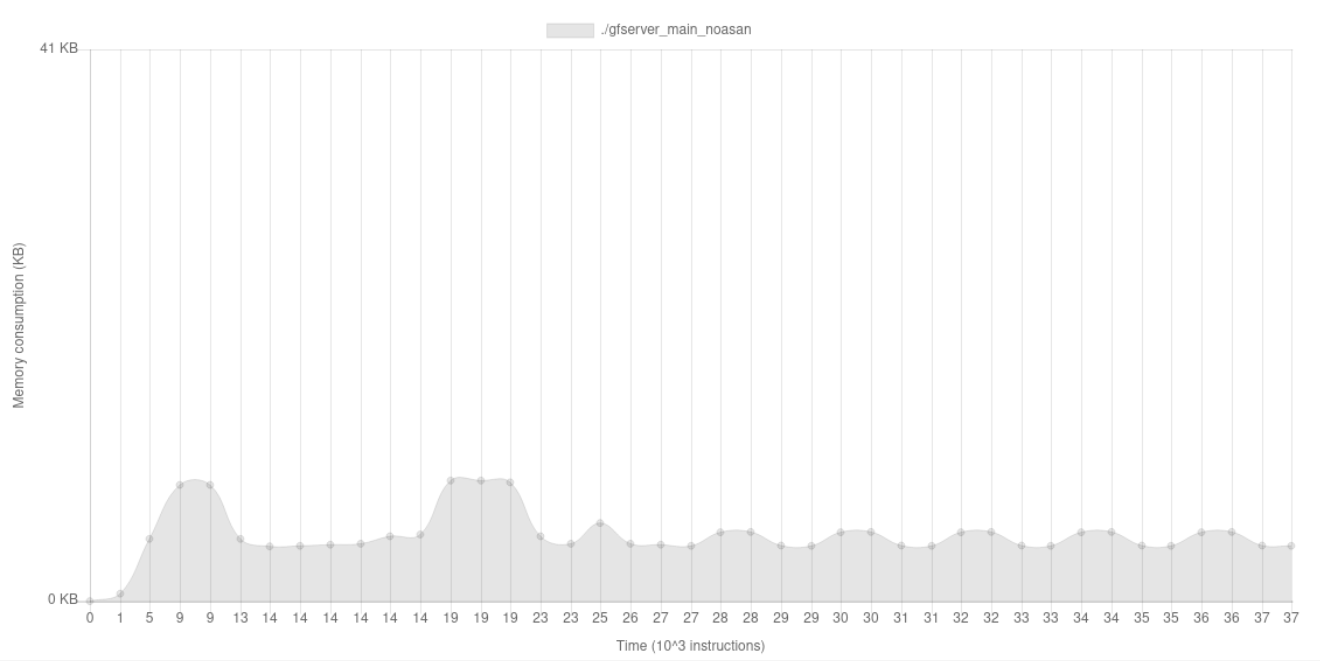 ./gfserver_main_noasan
41 KB
Memory consumption (KB)
0 KB
0 1 5 9 9 13 14 14 14 14 14 14 19 19 19 23 23 25 26 27 27 28 28 29 29 30 30 31 31 32 32 33 33 34 34 35 35 36 36 37 37
Time (10^3 instructions)